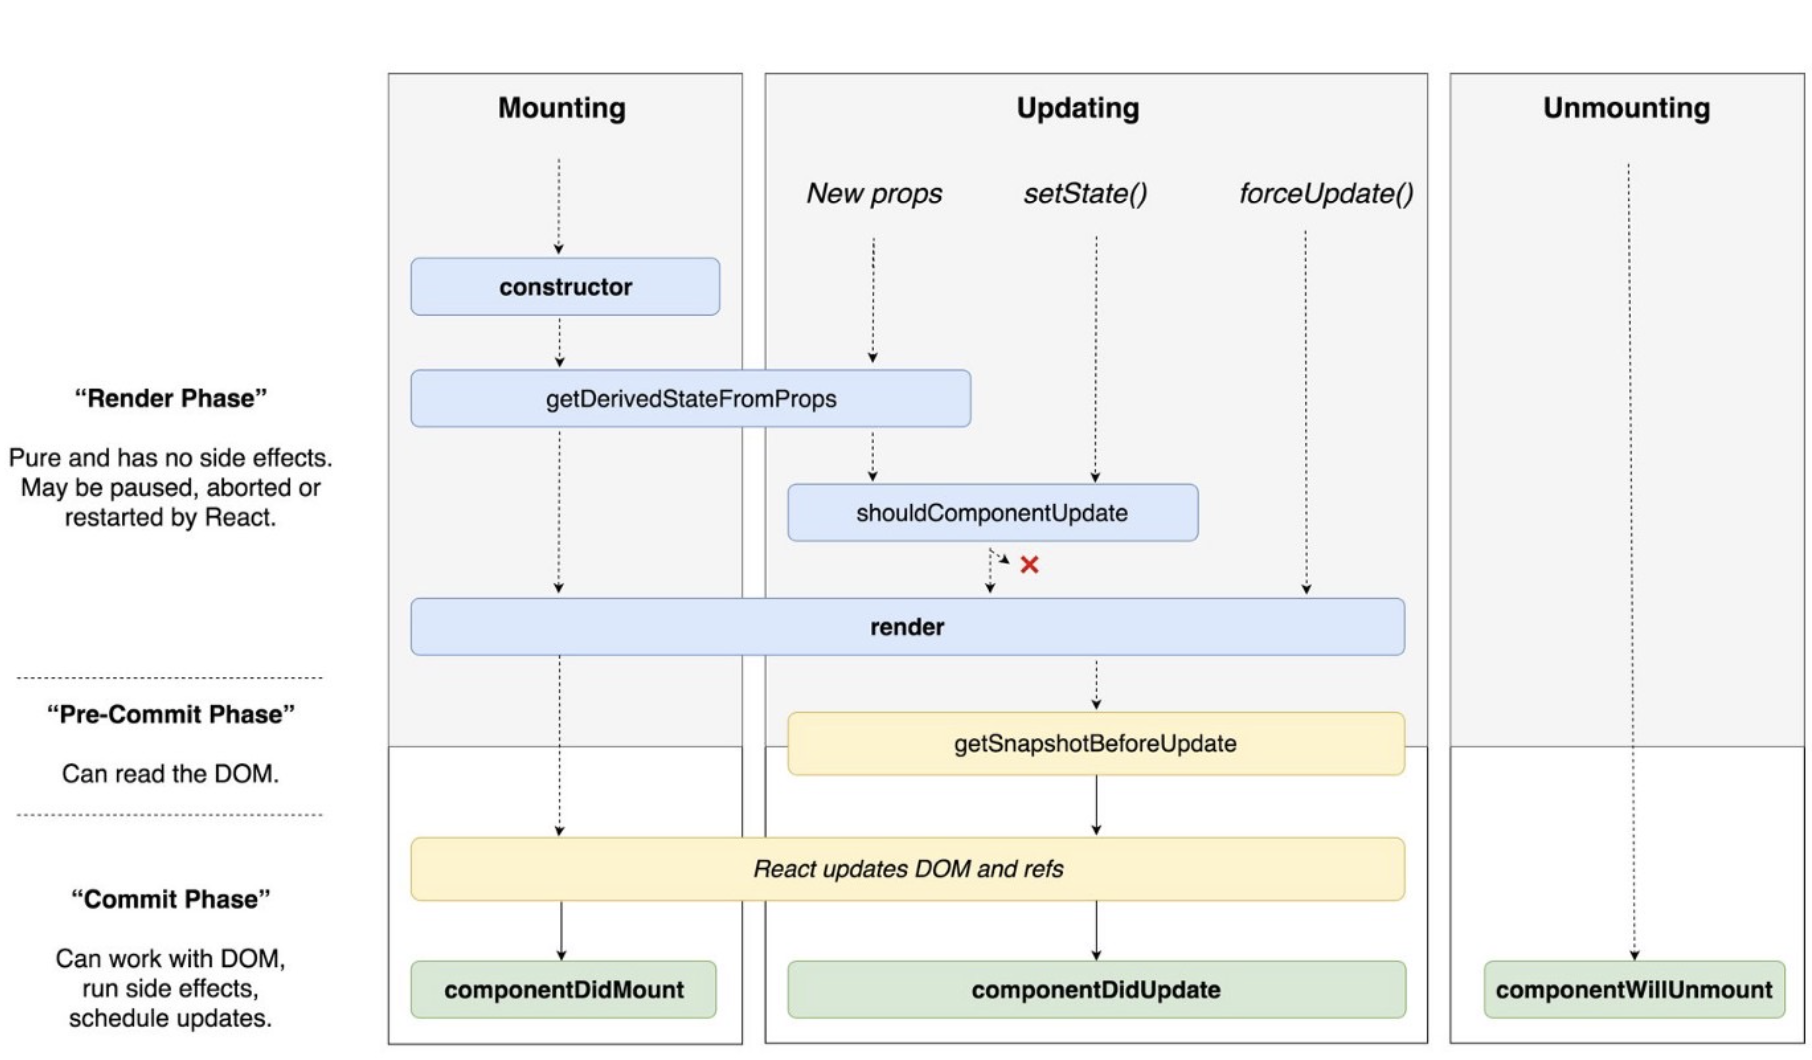 Mounting
Updating
Unmounting
New props
setState()
forceUpdate()
constructor
“Render Phase”
getDerivedStateFromProps
Pure and has no side effects.
May be paused, aborted or
restarted by React.
shouldComponentUpdate
render
“Pre-Commit Phase”
getSnapshotBeforeUpdate
Can read the DOM.
React updates DOM and refs
“Commit Phase”
Can work with DOM,
run side effects,
schedule updates.
componentDidMount
componentDidUpdate
componentWillUnmount